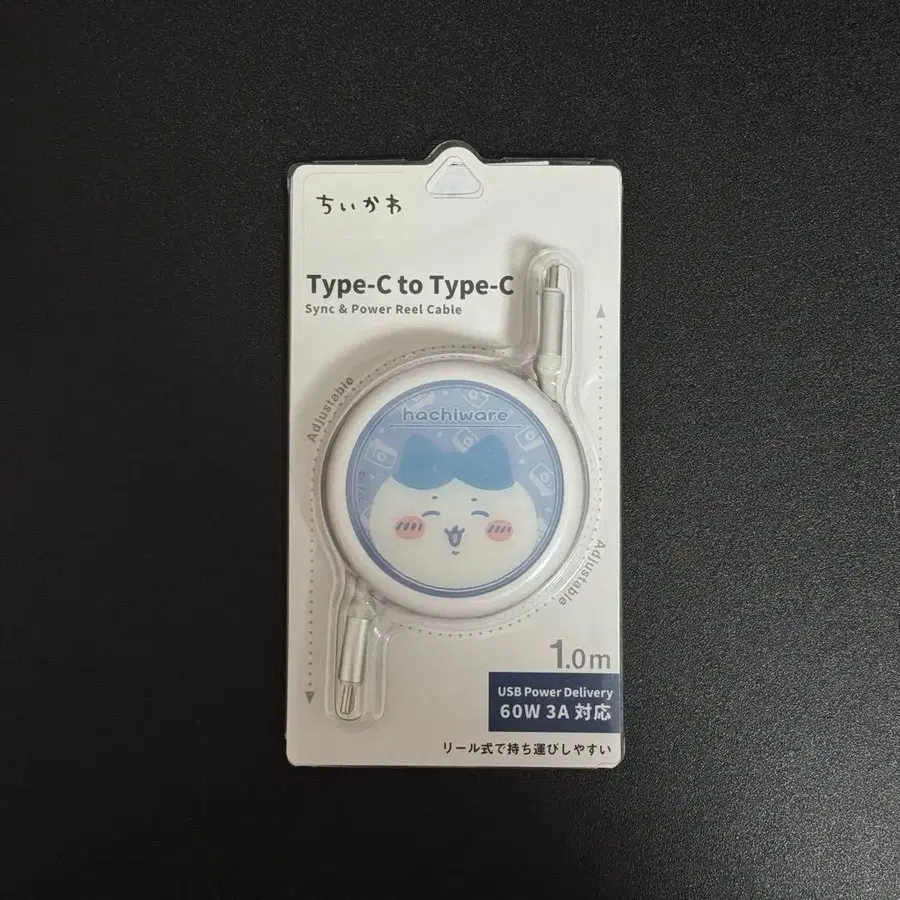 ちいかわ
Type-C to Type-C
Sync & Power Reel Cable
Adjustable
hachiware
Adjustable
1.0m
USB Power Delivery
60W 3A 対応
リール式で持ち運びしやすい